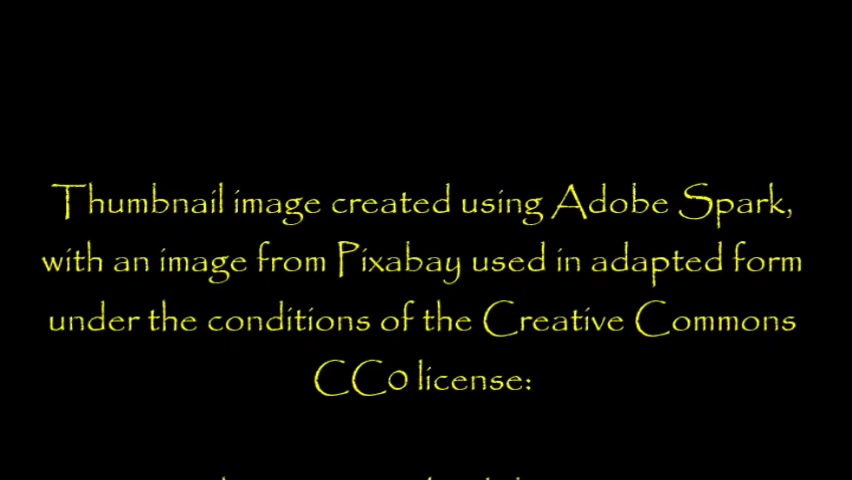 Thumbnail image created using Adobe Spark,
with an image from Pixabay used in adapted form
under the conditions of the Creative Commons
CC0 license: